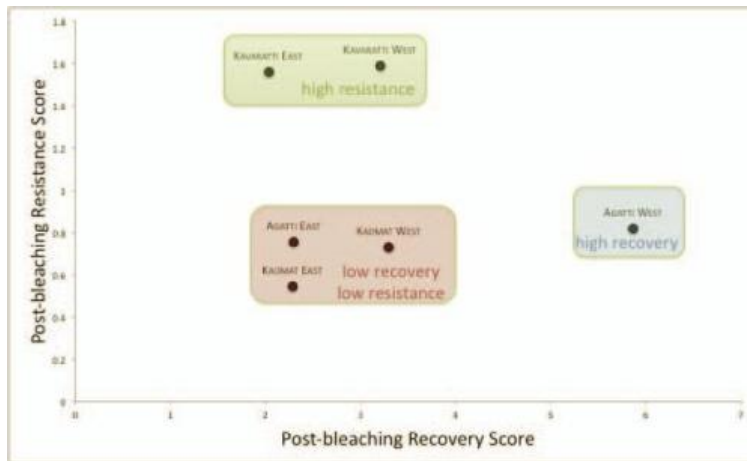 Post-bleaching Resistance Score
1.8
1.6
1.4
1.2
1
0.8
0.6
0.4
0.2
0
KAVARATTI EAST
KAVARATTI WEST
high resistance
AGATTI EAST
KADMAT WEST
KADMAT EAST
low recovery
low resistance
AGATTI WEST
high recovery
0 1 2 3 4 5 6 7
Post-bleaching Recovery Score